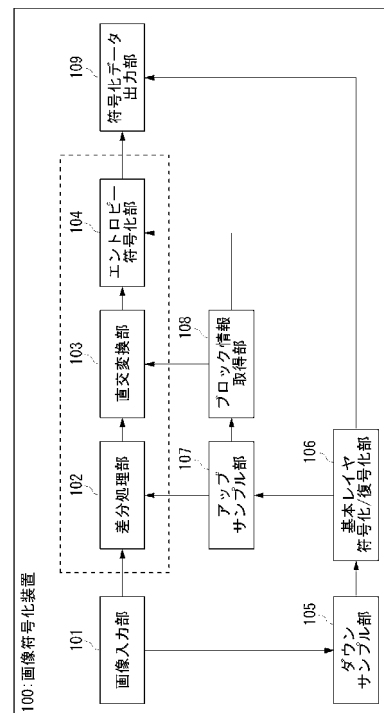 100:画像符号化装置
101
画像入力部
102
差分処理部
103
直交変換部
104
エントロピー
符号化部
109
符号化データ
出力部
107
アップ
サンプル部
108
ブロック情報
取得部
105
ダウン
サンプル部
106
基本レイヤ
符号化/復号化部